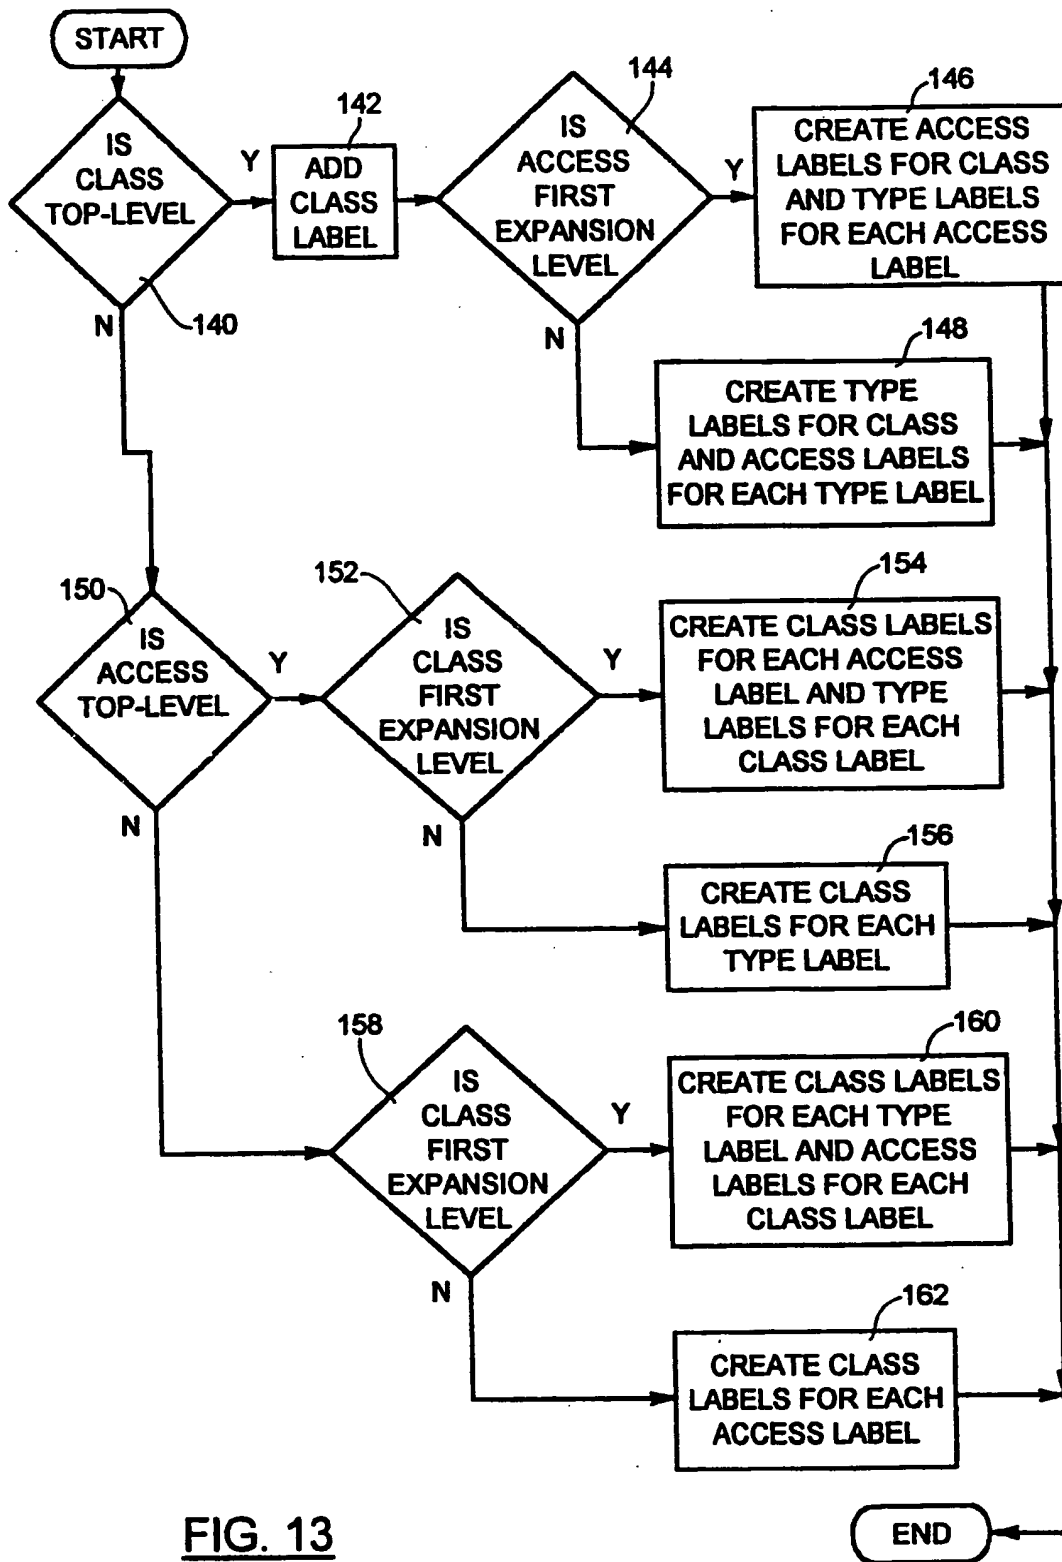 START
IS
CLASS
TOP-LEVEL
140
Y
N
142
ADD
CLASS
LABEL
144
IS
ACCESS
FIRST
EXPANSION
LEVEL
Y
N
146
CREATE ACCESS
LABELS FOR CLASS
AND TYPE LABELS
FOR EACH ACCESS
LABEL
148
CREATE TYPE
LABELS FOR CLASS
AND ACCESS LABELS
FOR EACH TYPE LABEL
150
IS
ACCESS
TOP-LEVEL
Y
N
152
IS
CLASS
FIRST
EXPANSION
LEVEL
Y
N
154
CREATE CLASS LABELS
FOR EACH ACCESS
LABEL AND TYPE
LABELS FOR EACH
CLASS LABEL
156
CREATE CLASS
LABELS FOR EACH
TYPE LABEL
158
IS
CLASS
FIRST
EXPANSION
LEVEL
Y
N
160
CREATE CLASS LABELS
FOR EACH TYPE
LABEL AND ACCESS
LABELS FOR EACH
CLASS LABEL
162
CREATE CLASS
LABELS FOR EACH
ACCESS LABEL
END
FIG. 13